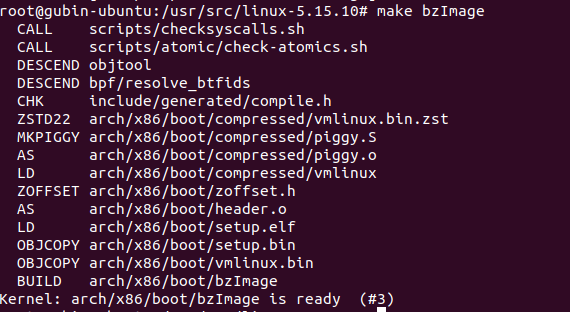 root@gubin-ubuntu:/usr/src/linux-5.15.10# make bzImage
CALL    scripts/checksyscalls.sh
CALL    scripts/atomic/check-atomics.sh
DESCEND objtool
DESCEND bpf/resolve_btfids
CHK     include/generated/compile.h
ZSTD22  arch/x86/boot/compressed/vmlinux.bin.zst
MKPIGGY arch/x86/boot/compressed/piggy.S
AS      arch/x86/boot/compressed/piggy.o
LD      arch/x86/boot/compressed/vmlinux
ZOFFSET arch/x86/boot/zoffset.h
AS      arch/x86/boot/header.o
LD      arch/x86/boot/setup.elf
OBJCOPY arch/x86/boot/setup.bin
OBJCOPY arch/x86/boot/vmlinux.bin
BUILD   arch/x86/boot/bzImage
Kernel: arch/x86/boot/bzImage is ready  (#3)